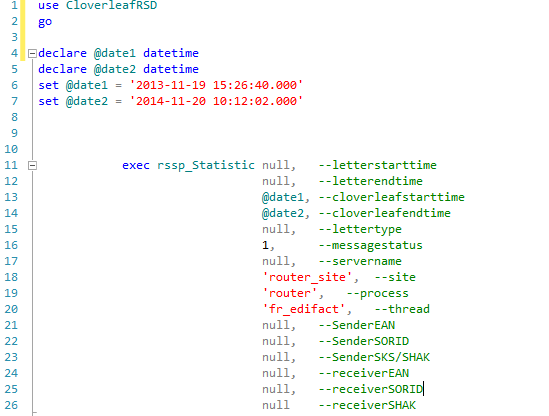 1 use CloverleafRSD
2 go
3
4 declare @date1 datetime
5 declare @date2 datetime
6 set @date1 = '2013-11-19 15:26:40.000'
7 set @date2 = '2014-11-20 10:12:02.000'
8
9
10
11 exec rssp_Statistic null, --letterstarttime
12 null, --letterendtime
13 @date1, --cloverleafstarttime
14 @date2, --cloverleafendtime
15 null, --lettertype
16 1, --messagestatus
17 null, --servername
18 'router_site', --site
19 'router', --process
20 'fr_edifact', --thread
21 null, --SenderEAN
22 null, --SenderSORID
23 null, --SenderSKS/SHAK
24 null, --receiverEAN
25 null, --receiverSORID
26 null, --receiverSHAK